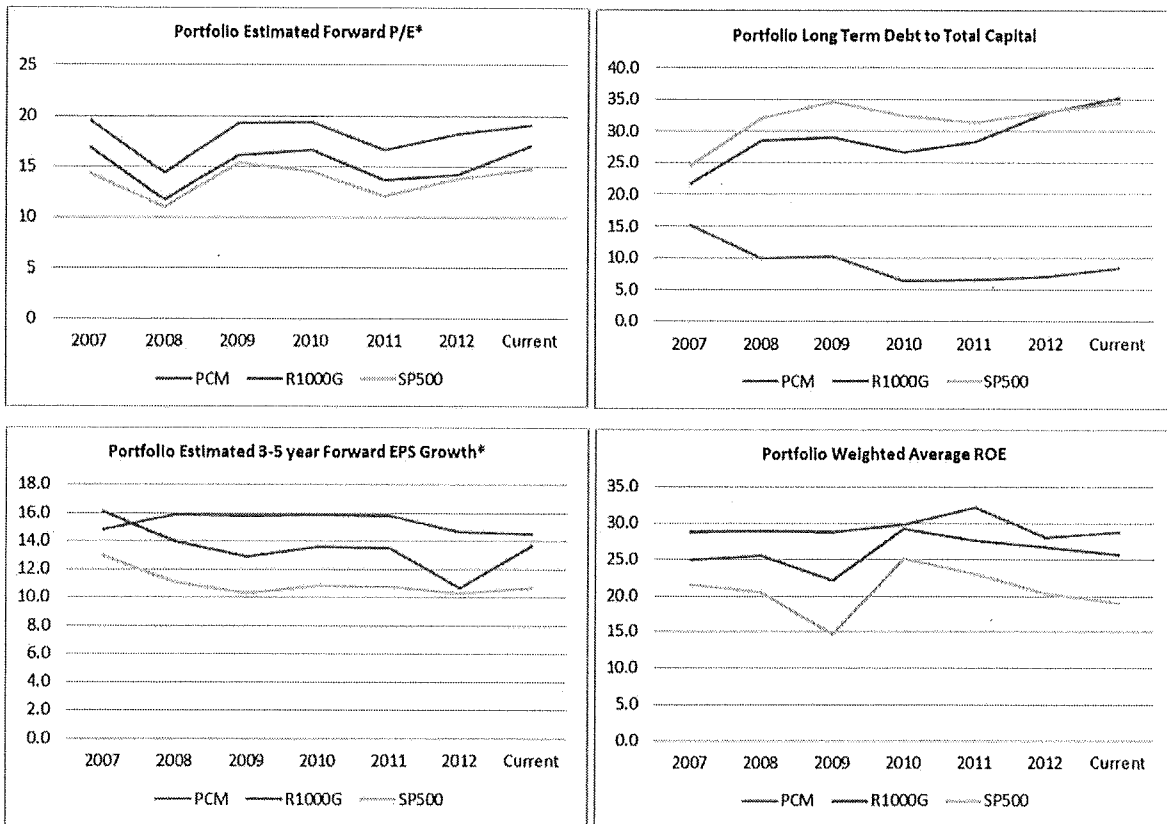 Portfolio Estimated Forward P/E*
25
20
15
10
5
0
2007 2008 2009 2010 2011 2012 Current
PCM R1000G SP500
Portfolio Long Term Debt to Total Capital
40.0
35.0
30.0
25.0
20.0
15.0
10.0
5.0
0.0
2007 2008 2009 2010 2011 2012 Current
PCM R1000G SP500
Portfolio Estimated 3-5 year Forward EPS Growth*
18.0
16.0
14.0
12.0
10.0
8.0
6.0
4.0
2.0
0.0
2007 2008 2009 2010 2011 2012 Current
PCM R1000G SP500
Portfolio Weighted Average ROE
35.0
30.0
25.0
20.0
15.0
10.0
5.0
0.0
2007 2008 2009 2010 2011 2012 Current
PCM R1000G SP500